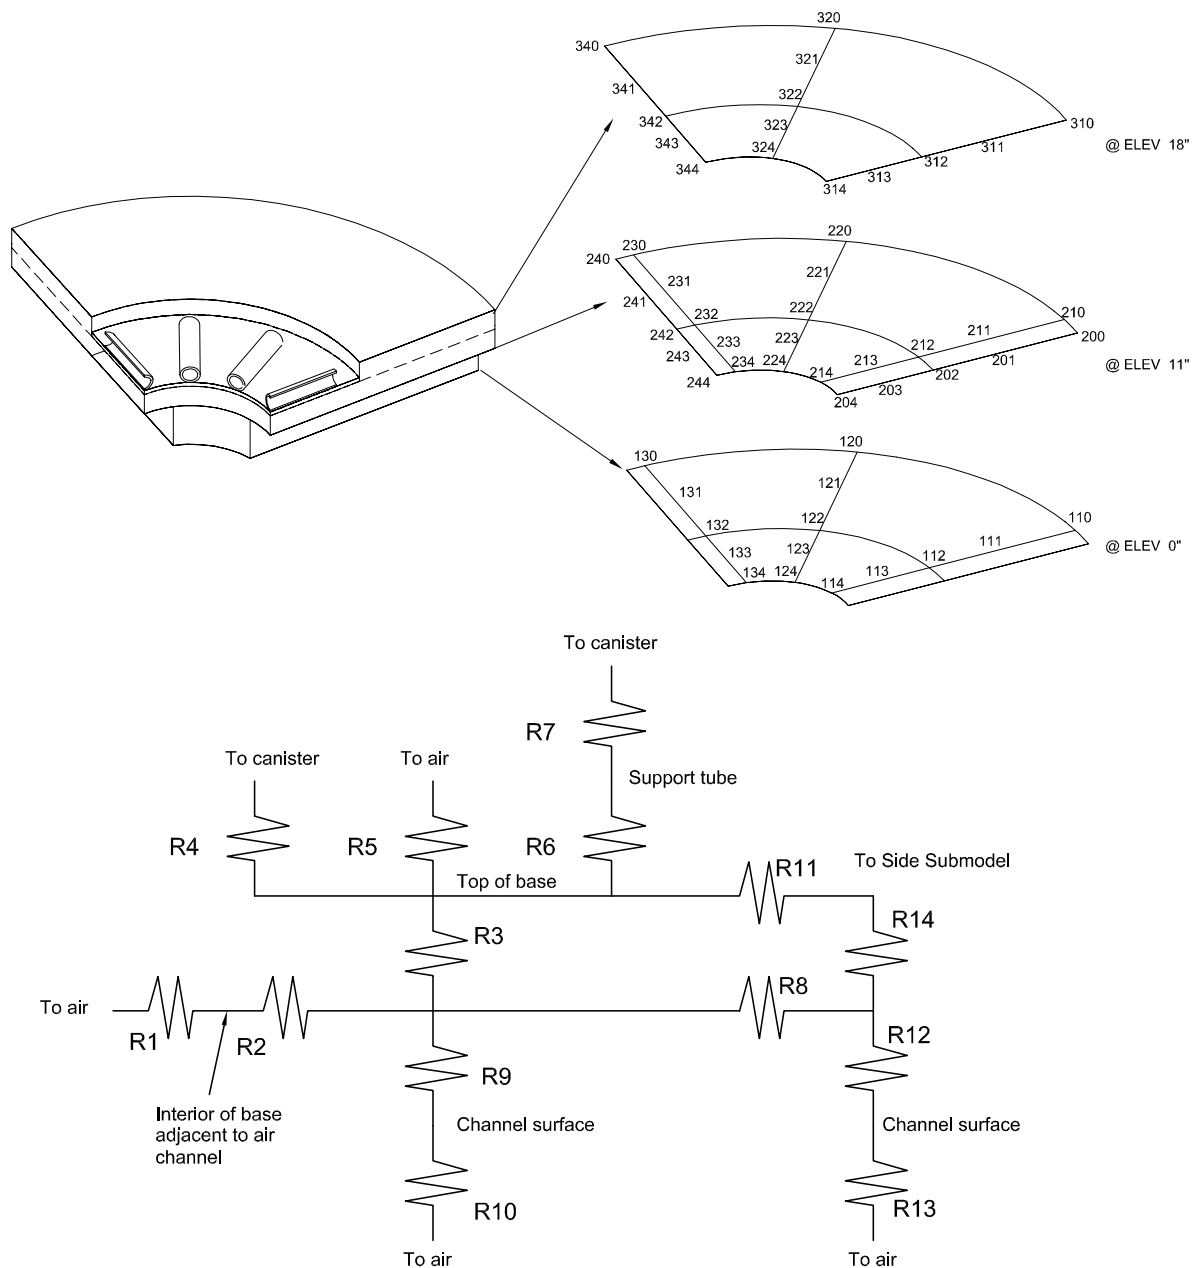 320
340
321
341
322
342
323
310
343
311
@ ELEV 18"
324
312
344
313
314
220
230
240
231
221
241
210
232
222
211
200
242
212
233
223
213
@ ELEV 11"
243
234
224
201
214
202
244
203
204
120
130
131
121
110
132
122
111
@ ELEV 0"
133
123
112
134
124
113
114
To canister
R7
To canister
To air
Support tube
R4
R5
R6
R11
To Side Submodel
Top of base
R3
R14
R8
To air
R1
R2
R12
R9
Interior of base
adjacent to air
channel
Channel surface
Channel surface
R10
R13
To air
To air